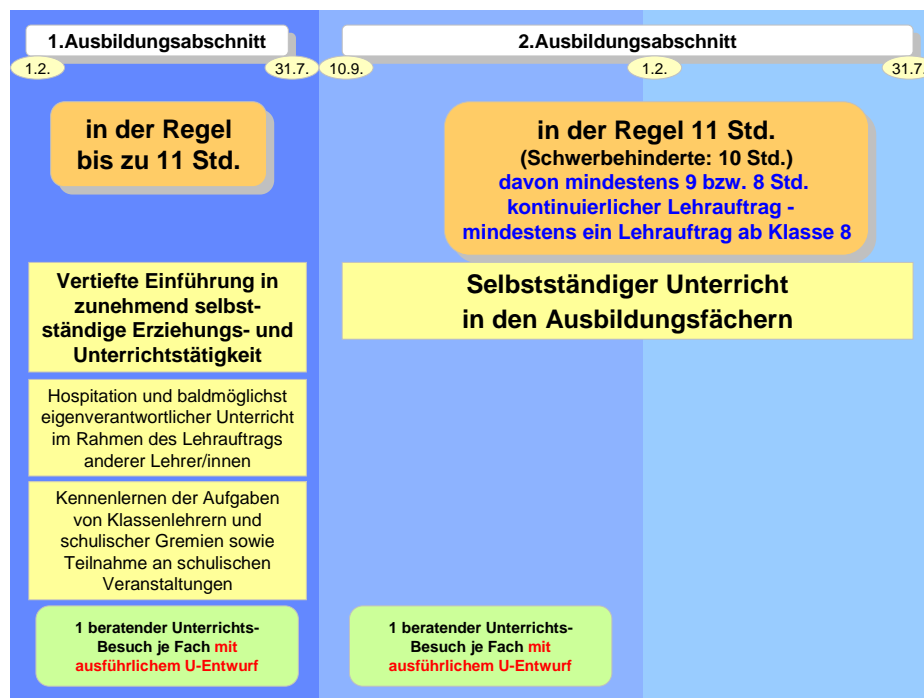 1.Ausbildungsabschnitt
2.Ausbildungsabschnitt
1.2.
31.7.
10.9.
1.2.
31.7.
in der Regel
bis zu 11 Std.
in der Regel 11 Std.
(Schwerbehinderte: 10 Std.)
davon mindestens 9 bzw. 8 Std.
kontinuierlicher Lehrauftrag -
mindestens ein Lehrauftrag ab Klasse 8
Vertiefte Einführung in
zunehmend selbst-
ständige Erziehungs- und
Unterrichtstätigkeit
Selbstständiger Unterricht
in den Ausbildungsfächern
Hospitation und baldmöglichst
eigenverantwortlicher Unterricht
im Rahmen des Lehrauftrags
anderer Lehrer/innen
Kennenlernen der Aufgaben
von Klassenlehrern und
schulischer Gremien sowie
Teilnahme an schulischen
Veranstaltungen
1 beratender Unterrichts-
Besuch je Fach mit
ausführlichem U-Entwurf
1 beratender Unterrichts-
Besuch je Fach mit
ausführlichem U-Entwurf